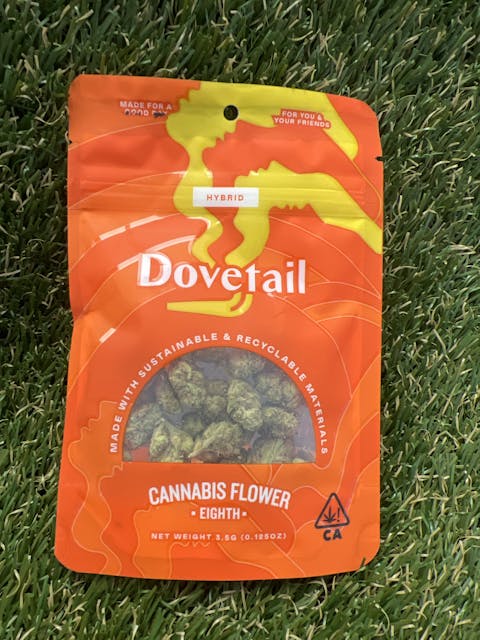 MADE FOR A
GOOD DAY
FOR YOU &
YOUR FRIENDS
HYBRID
Dovetail
MADE WITH SUSTAINABLE & RECYCLABLE MATERIALS
CANNABIS FLOWER
• EIGHTH •
NET WEIGHT 3.5G (0.125OZ)
!
CA